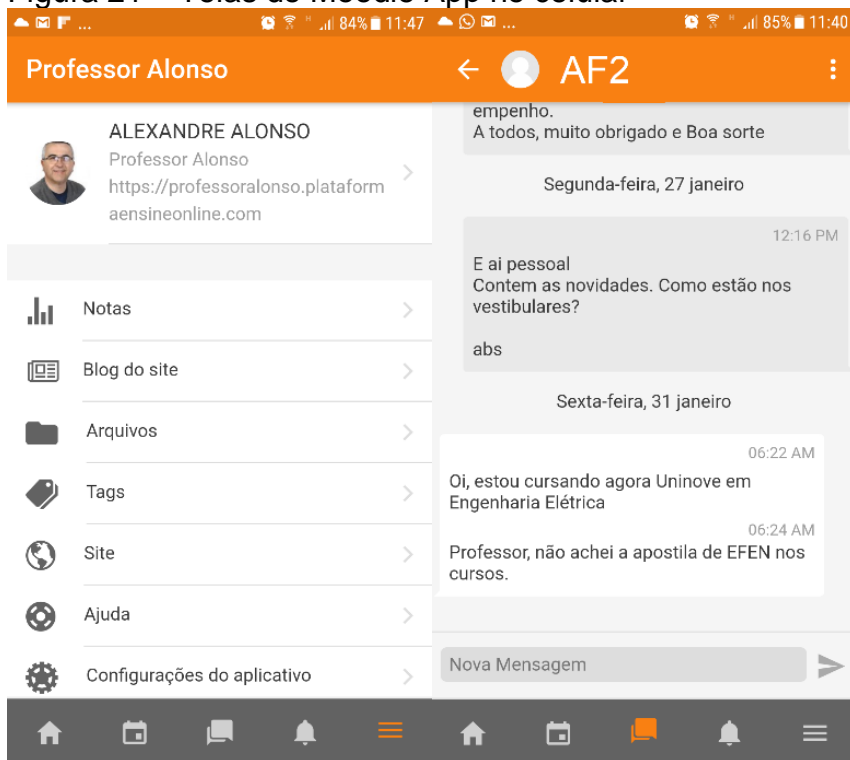 ... 84% 11:47
Professor Alonso
ALEXANDRE ALONSO
Professor Alonso
https://professoralonso.plataform
aensineonline.com
Notas
Blog do site
Arquivos
Tags
Site
Ajuda
Configurações do aplicativo
... 85% 11:40
AF2
empenho.
A todos, muito obrigado e Boa sorte
Segunda-feira, 27 janeiro
12:16 PM
E ai pessoal
Contem as novidades. Como estão nos
vestibulares?
abs
Sexta-feira, 31 janeiro
06:22 AM
Oi, estou cursando agora Uninove em
Engenharia Elétrica
06:24 AM
Professor, não achei a apostila de EFEN nos
cursos.
Nova Mensagem